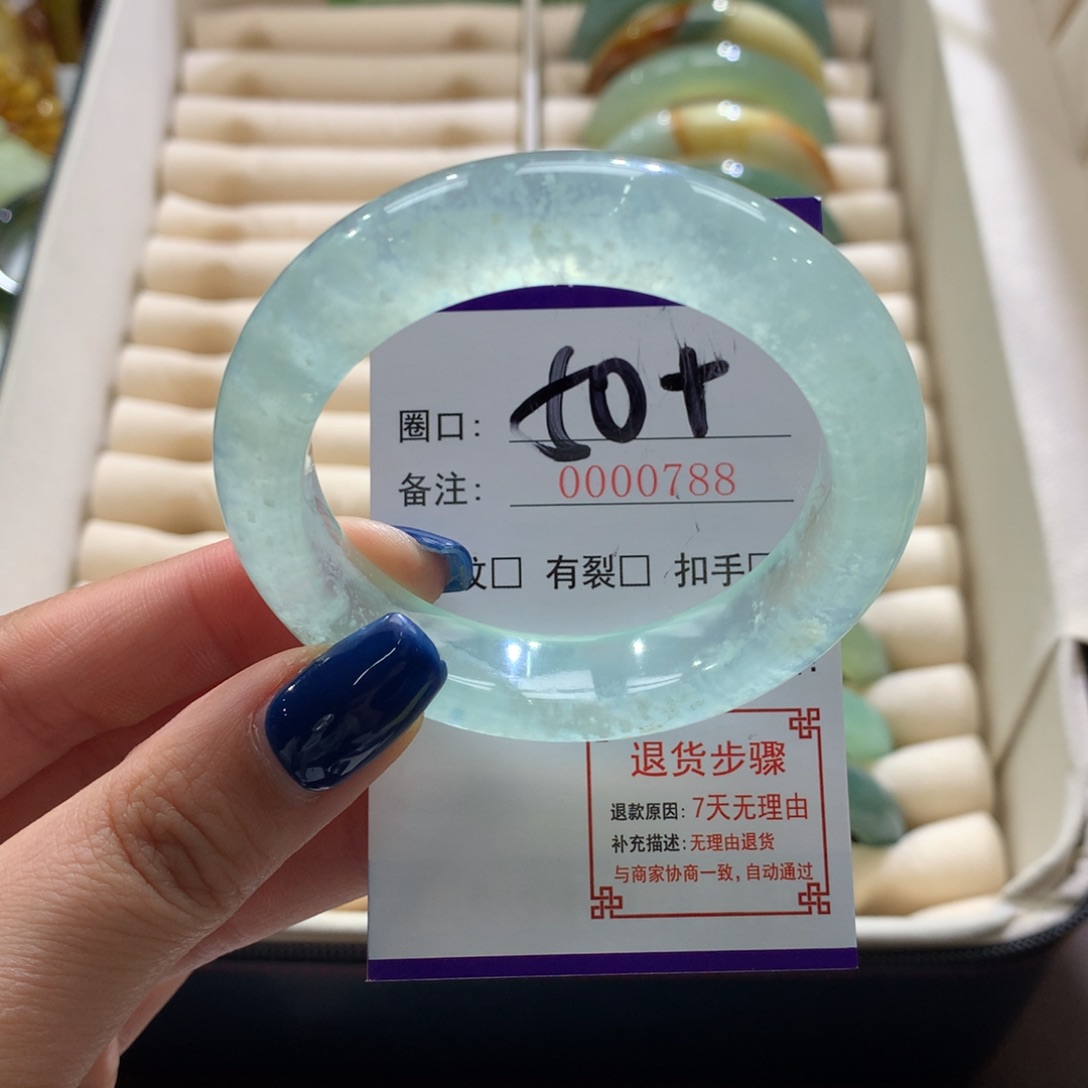 圈口: 50+
备注: 0000788
纹□ 有裂□ 扣手□
退货步骤
退款原因: 7天无理由
补充描述: 无理由退货
与商家协商一致,自动通过